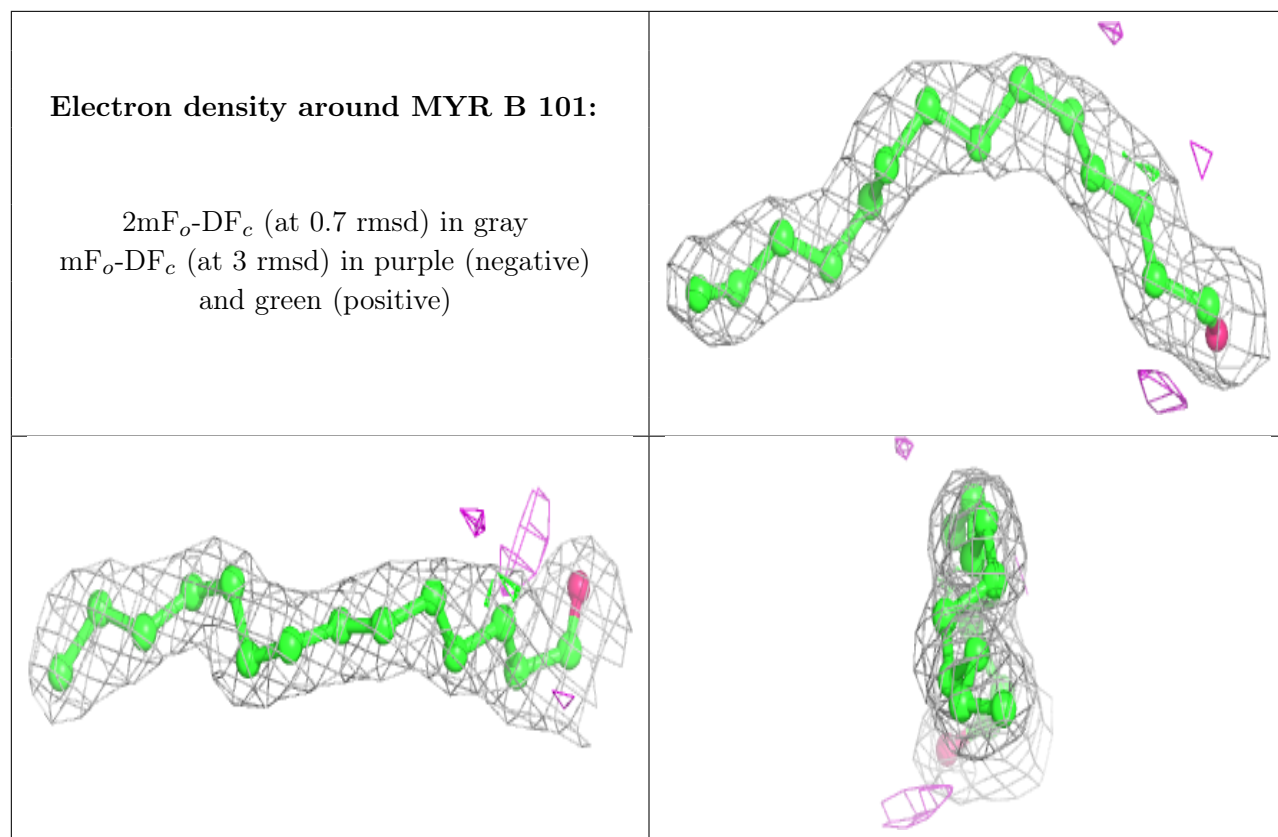 Electron density around MYR B 101:
2mFₒ-DF𝒸 (at 0.7 rmsd) in gray
mFₒ-DF𝒸 (at 3 rmsd) in purple (negative)
and green (positive)